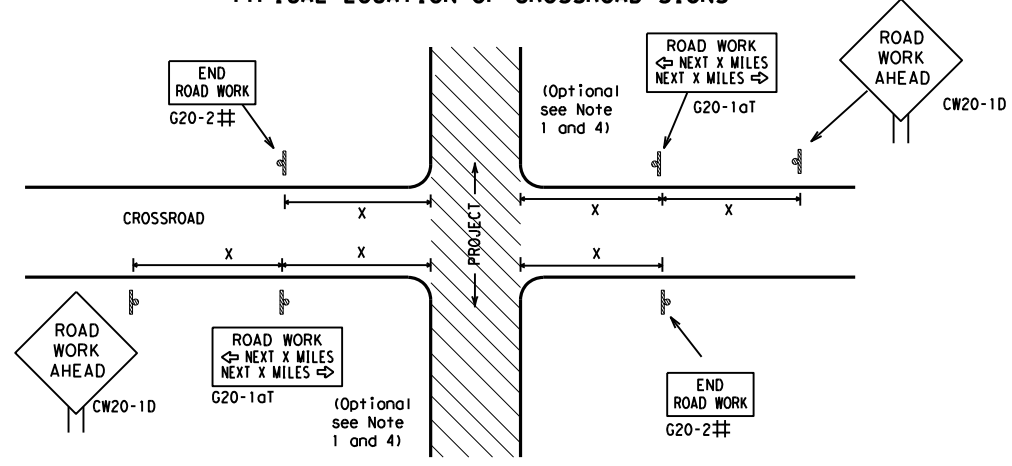 TYPICAL LOCATION OF CROSSROAD SIGNS
ROAD
WORK
AHEAD
CW20-1D
ROAD WORK
⇦ NEXT X MILES
NEXT X MILES ⇨
G20-1aT
(Optional
see Note
1 and 4)
END
ROAD WORK
G20-2#
X
X
X
CROSSROAD
PROJECT
X
X
X
ROAD
WORK
AHEAD
CW20-1D
ROAD WORK
⇦ NEXT X MILES
NEXT X MILES ⇨
G20-1aT
(Optional
see Note
1 and 4)
END
ROAD WORK
G20-2#